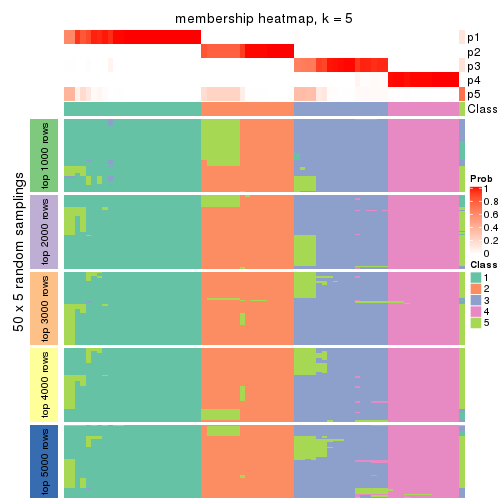 membership heatmap, k = 5
p1
p2
p3
p4
p5
Class
50 x 5 random samplings
top 1000 rows
top 2000 rows
top 3000 rows
top 4000 rows
top 5000 rows
Prob
1
0.8
0.6
0.4
0.2
0
Class
1
2
3
4
5